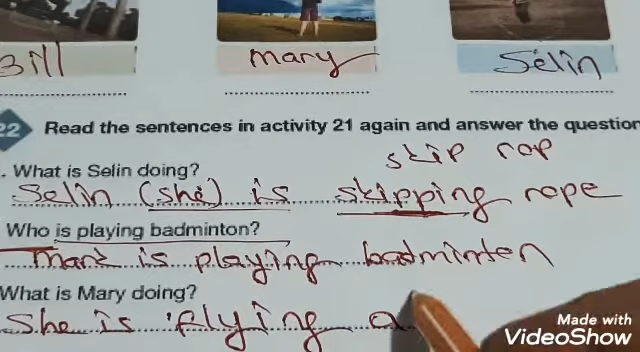 Bill
Mary
Selin
22 Read the sentences in activity 21 again and answer the question
skip rop
. What is Selin doing?
Selin (she) is skipping rope
Who is playing badminton?
Mark is playing badminten
What is Mary doing?
She is flying a
Made with
VideoShow